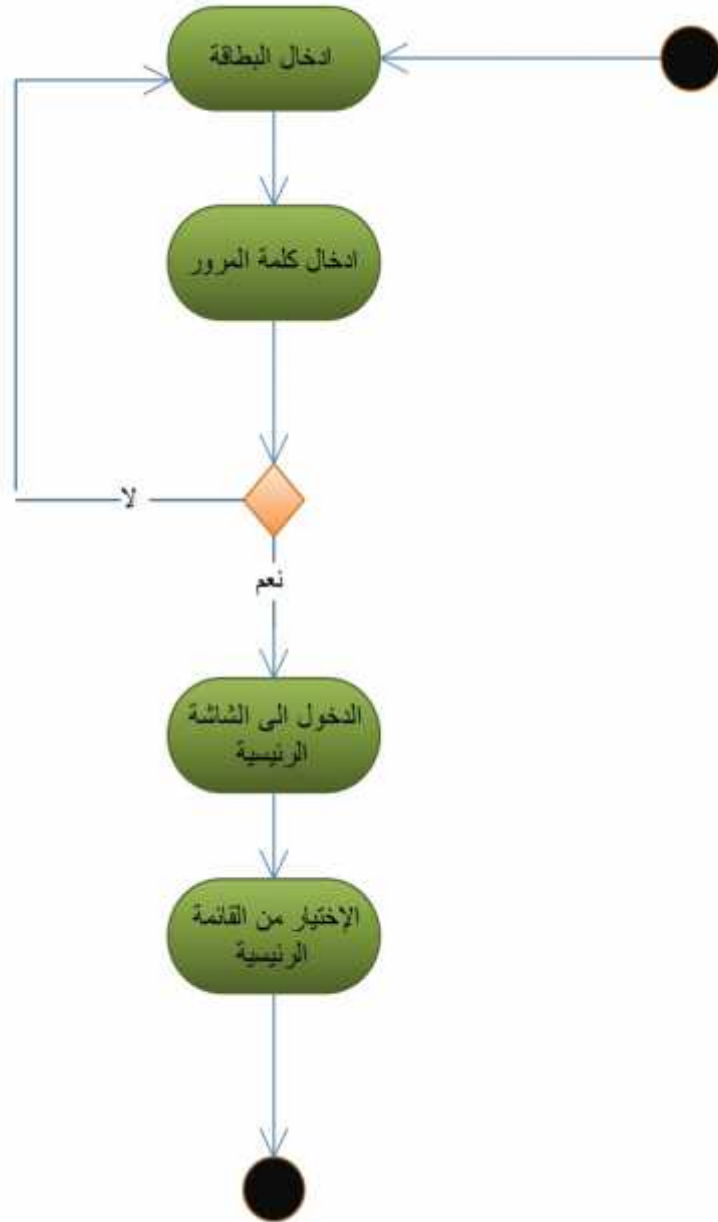 ادخال البطاقة
ادخال كلمة المرور
لا
نعم
الدخول الى الشاشة
الرئيسية
الإختيار من القائمة
الرئيسية